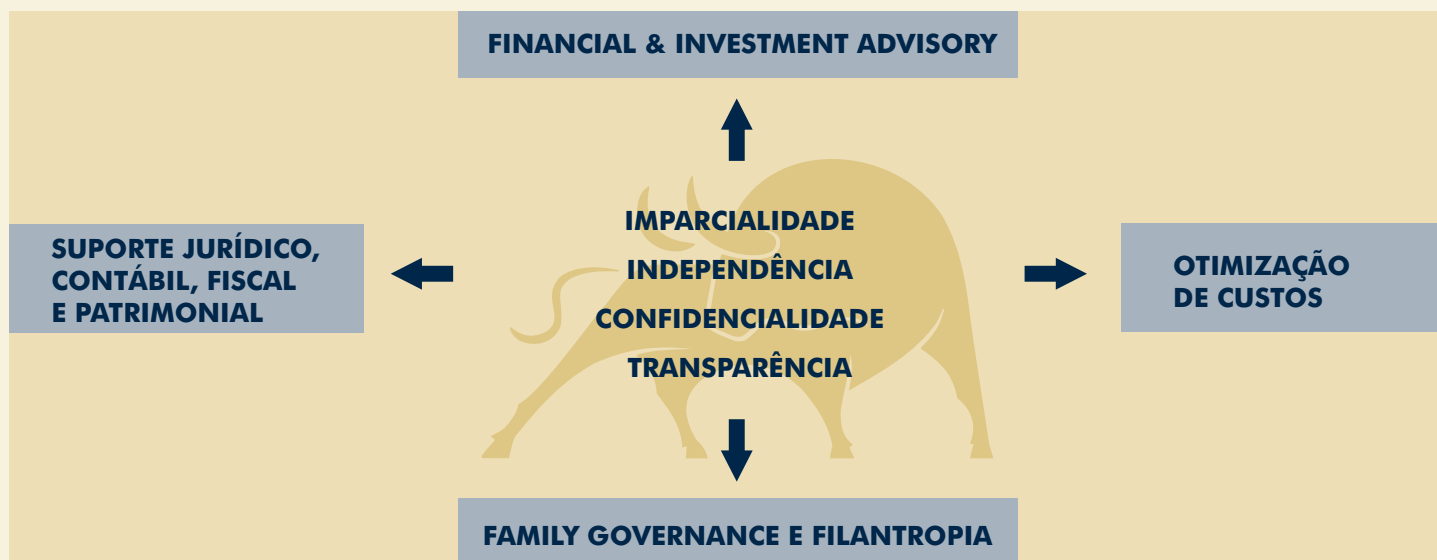 FINANCIAL & INVESTMENT ADVISORY
SUPORTE JURÍDICO,
CONTÁBIL, FISCAL
E PATRIMONIAL
IMPARCIALIDADE
INDEPENDÊNCIA
CONFIDENCIALIDADE
TRANSPARÊNCIA
OTIMIZAÇÃO
DE CUSTOS
FAMILY GOVERNANCE E FILANTROPIA